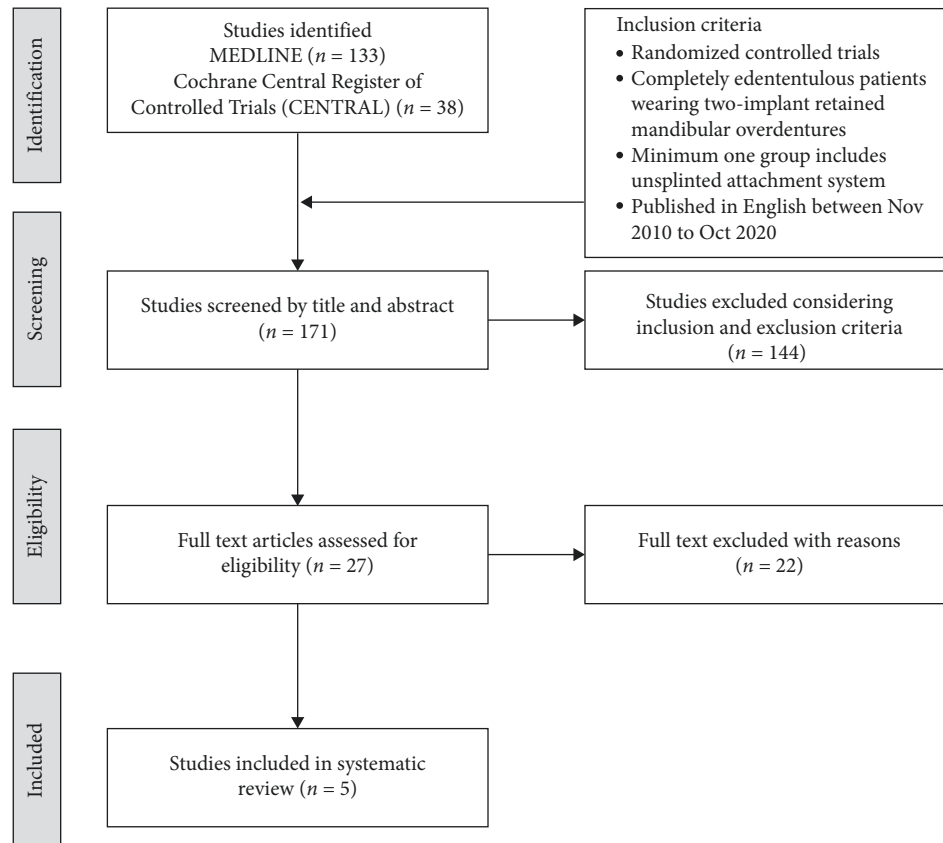 Identification
Studies identified
MEDLINE (n = 133)
Cochrane Central Register of
Controlled Trials (CENTRAL) (n = 38)
Inclusion criteria
• Randomized controlled trials
• Completely edententulous patients
wearing two-implant retained
mandibular overdentures
• Minimum one group includes
unsplinted attachment system
• Published in English between Nov
2010 to Oct 2020
Screening
Studies screened by title and abstract
(n = 171)
Studies excluded considering
inclusion and exclusion criteria
(n = 144)
Eligibility
Full text articles assessed for
eligibility (n = 27)
Full text excluded with reasons
(n = 22)
Included
Studies included in systematic
review (n = 5)